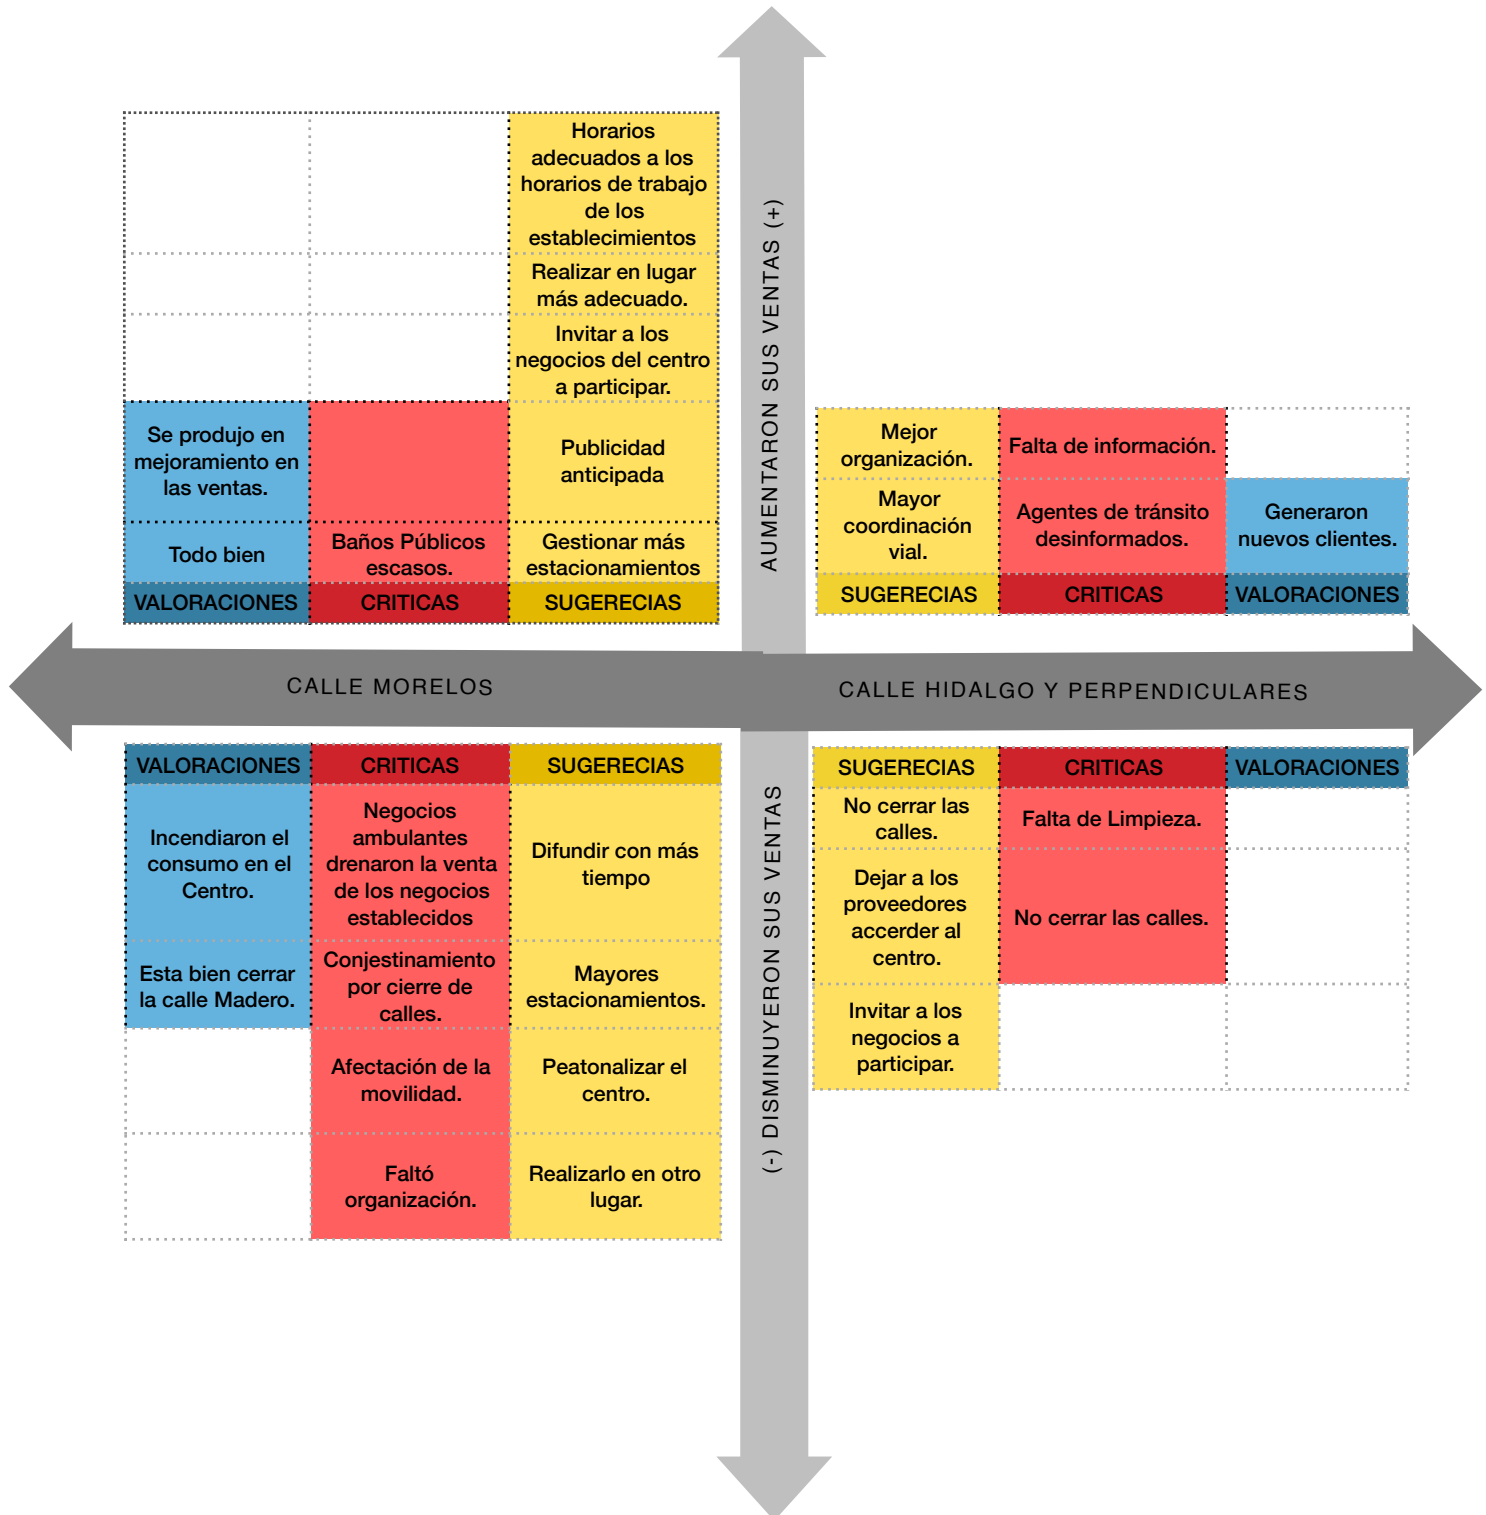 Horarios
adecuados a los
horarios de trabajo
de los
establecimientos
Realizar en lugar
más adecuado.
Invitar a los
negocios del centro
a participar.
Se produjo en
mejoramiento en
las ventas.
Publicidad
anticipada
Todo bien
Baños Públicos
escasos.
Gestionar más
estacionamientos
VALORACIONES
CRITICAS
SUGERECIAS
AUMENTARON SUS VENTAS (+)
Mejor
organización.
Falta de información.
Mayor
coordinación
vial.
Agentes de tránsito
desinformados.
Generaron
nuevos clientes.
SUGERECIAS
CRITICAS
VALORACIONES
CALLE MORELOS
CALLE HIDALGO Y PERPENDICULARES
VALORACIONES
CRITICAS
SUGERECIAS
Incendiaron el
consumo en el
Centro.
Negocios
ambulantes
drenaron la venta
de los negocios
establecidos
Difundir con más
tiempo
Esta bien cerrar
la calle Madero.
Conjestinamiento
por cierre de
calles.
Mayores
estacionamientos.
Afectación de la
movilidad.
Peatonalizar el
centro.
Faltó
organización.
Realizarlo en otro
lugar.
(-) DISMINUYERON SUS VENTAS
SUGERECIAS
CRITICAS
VALORACIONES
No cerrar las
calles.
Falta de Limpieza.
Dejar a los
proveedores
accerder al
centro.
No cerrar las calles.
Invitar a los
negocios a
participar.